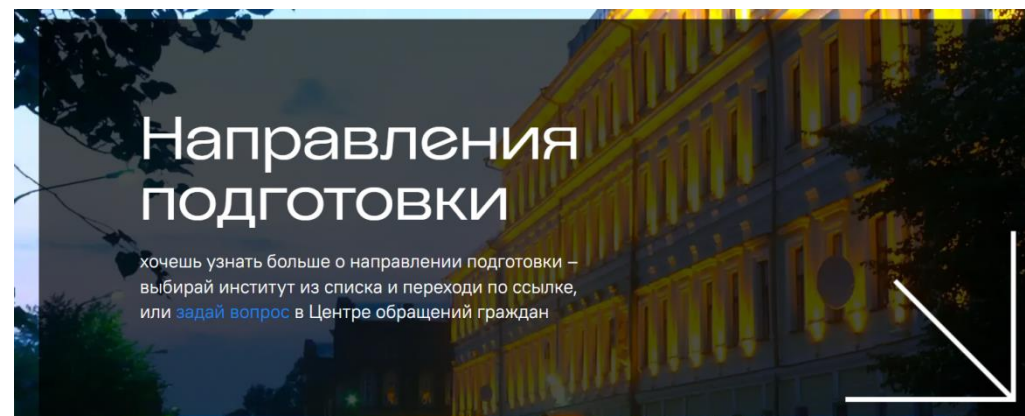 Направления
подготовки
хочешь узнать больше о направлении подготовки –
выбирай институт из списка и переходи по ссылке,
или задай вопрос в Центре обращений граждан